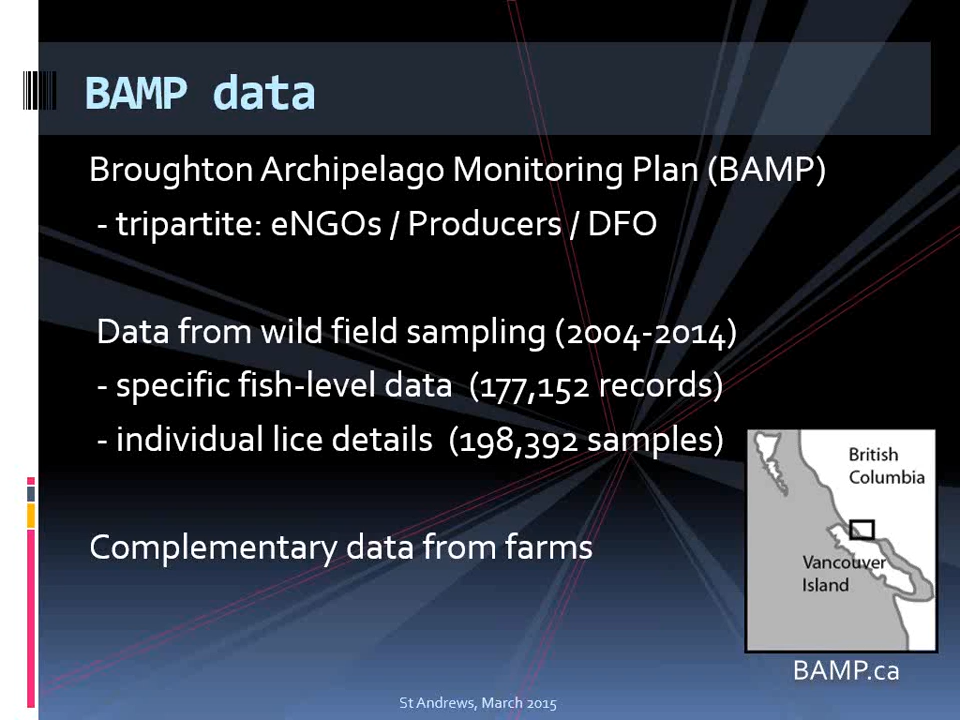 BAMP data
Broughton Archipelago Monitoring Plan (BAMP)
- tripartite: eNGOs / Producers / DFO
Data from wild field sampling (2004-2014)
- specific fish-level data (177,152 records)
- individual lice details (198,392 samples)
Complementary data from farms
British
Columbia
Vancouver
Island
BAMP.ca
St Andrews, March 2015